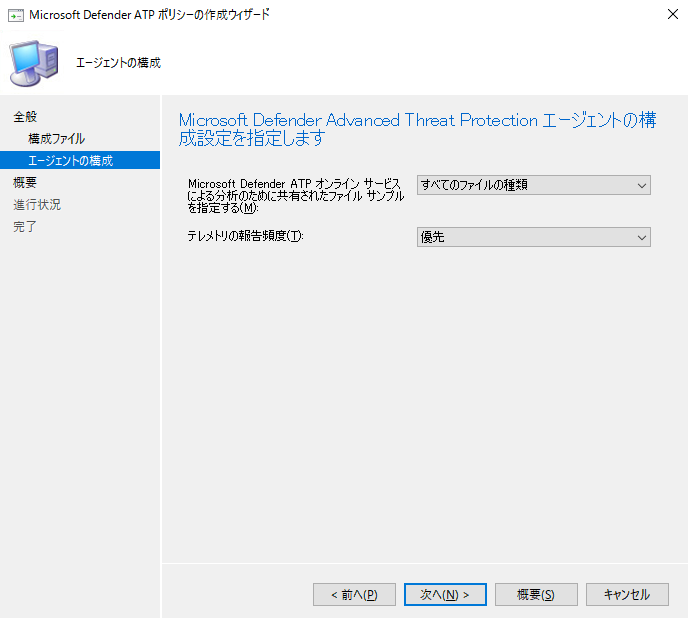 Microsoft Defender ATP ポリシーの作成ウィザード
エージェントの構成
全般
構成ファイル
エージェントの構成
概要
進行状況
完了
Microsoft Defender Advanced Threat Protection エージェントの構
成設定を指定します
Microsoft Defender ATP オンライン サービス
による分析のために共有されたファイル サンプル
を指定する(M):
すべてのファイルの種類
テレメトリの報告頻度(T):
優先
< 前へ(P)
次へ(N) >
概要(S)
キャンセル